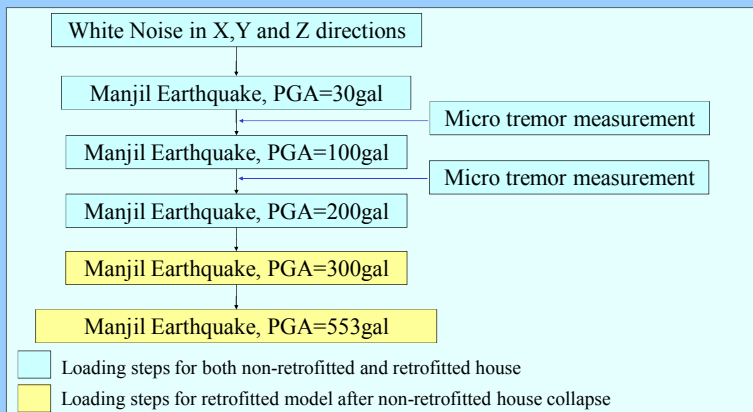 White Noise in X,Y and Z directions
Manjil Earthquake, PGA=30gal
Micro tremor measurement
Manjil Earthquake, PGA=100gal
Micro tremor measurement
Manjil Earthquake, PGA=200gal
Manjil Earthquake, PGA=300gal
Manjil Earthquake, PGA=553gal
Loading steps for both non-retrofitted and retrofitted house
Loading steps for retrofitted model after non-retrofitted house collapse